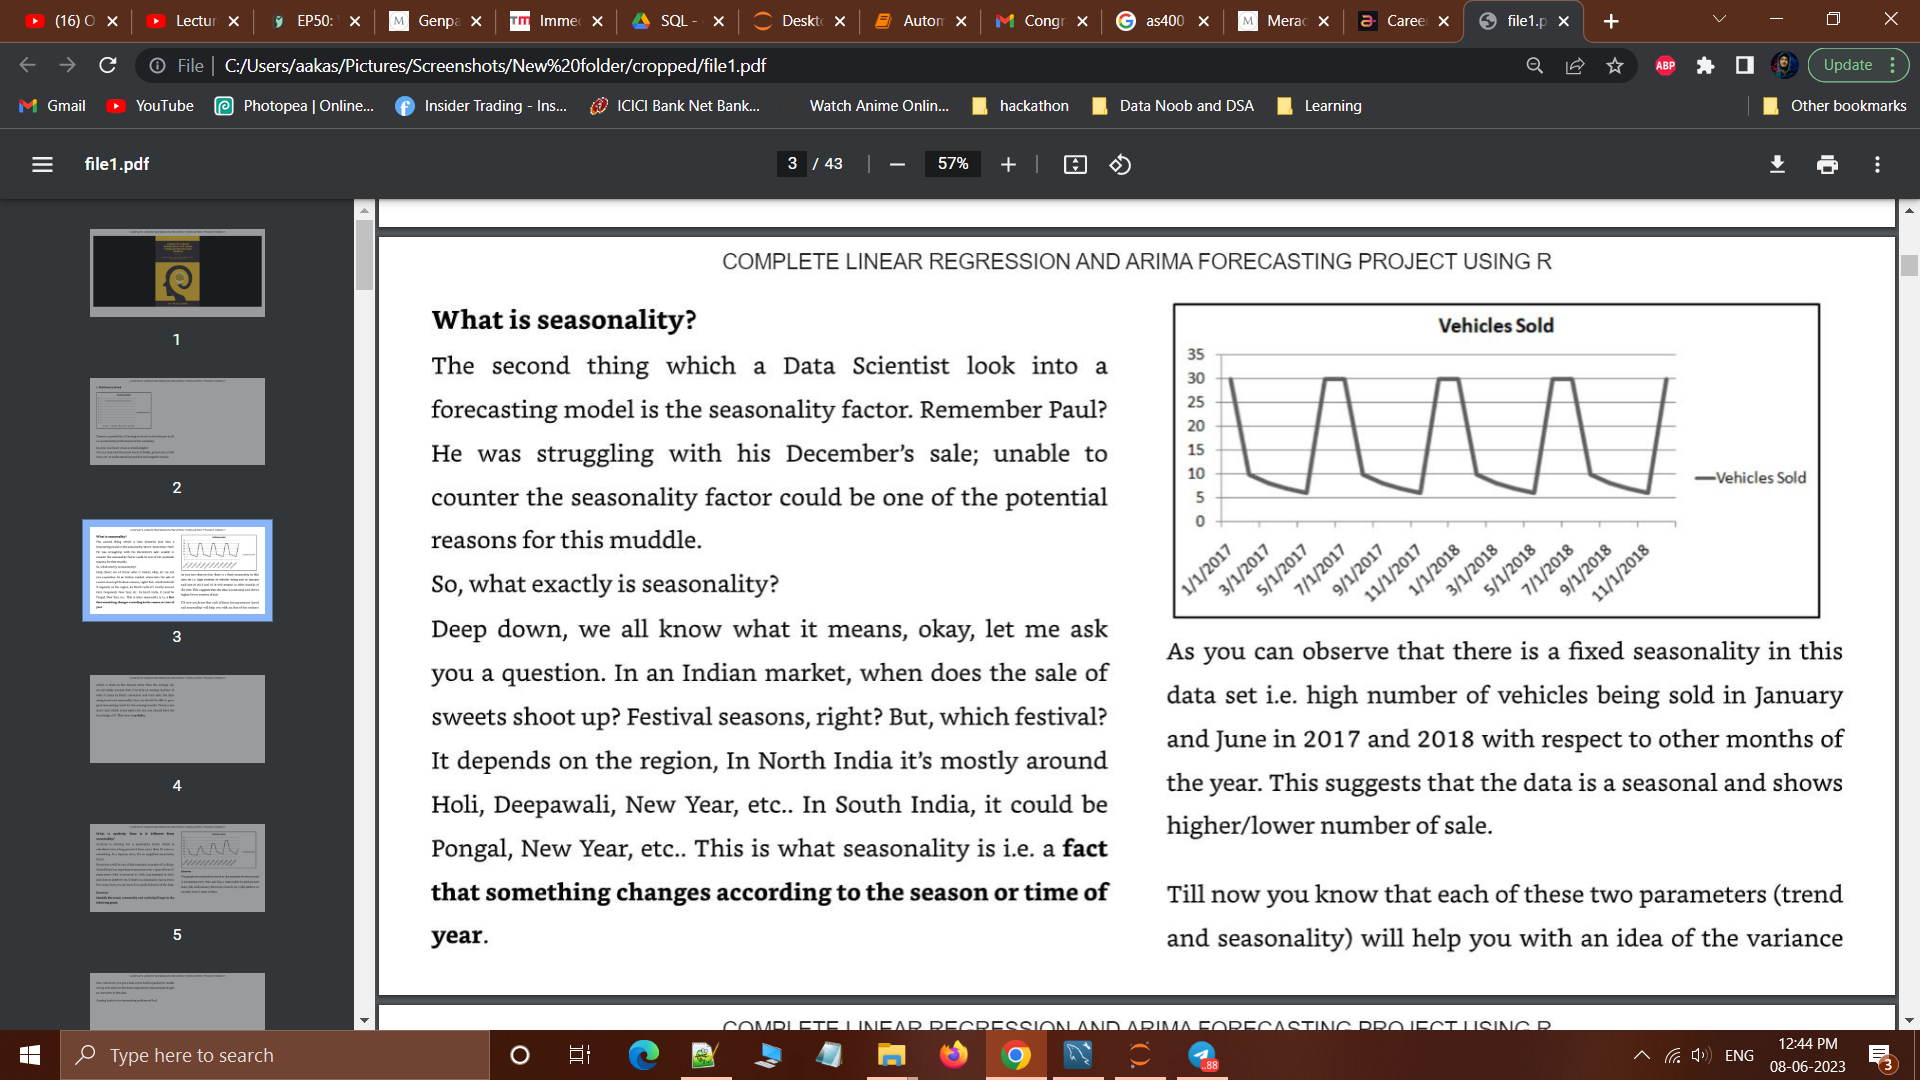 (16) O
Lectur
EP50:
Genpa
Imme
SQL -
Deskto
Autom
Congr
as400
Merac
Career
file1.p
File
C:/Users/aakas/Pictures/Screenshots/New%20folder/cropped/file1.pdf
ABP
Update
Gmail
YouTube
Photopea | Online...
Insider Trading - Ins...
ICICI Bank Net Bank...
Watch Anime Onlin...
hackathon
Data Noob and DSA
Learning
Other bookmarks
file1.pdf
3 / 43
57%
1
2
3
4
5
COMPLETE LINEAR REGRESSION AND ARIMA FORECASTING PROJECT USING R
What is seasonality?
The second thing which a Data Scientist look into a
forecasting model is the seasonality factor. Remember Paul?
He was struggling with his December's sale; unable to
counter the seasonality factor could be one of the potential
reasons for this muddle.
So, what exactly is seasonality?
Deep down, we all know what it means, okay, let me ask
you a question. In an Indian market, when does the sale of
sweets shoot up? Festival seasons, right? But, which festival?
It depends on the region, In North India it's mostly around
Holi, Deepawali, New Year, etc.. In South India, it could be
Pongal, New Year, etc.. This is what seasonality is i.e. a fact
that something changes according to the season or time of
year.
Vehicles Sold
35
30
25
20
15
10
5
0
1/1/2017
3/1/2017
5/1/2017
7/1/2017
9/1/2017
11/1/2017
1/1/2018
3/1/2018
5/1/2018
7/1/2018
9/1/2018
11/1/2018
Vehicles Sold
As you can observe that there is a fixed seasonality in this
data set i.e. high number of vehicles being sold in January
and June in 2017 and 2018 with respect to other months of
the year. This suggests that the data is a seasonal and shows
higher/lower number of sale.
Till now you know that each of these two parameters (trend
and seasonality) will help you with an idea of the variance
COMPLETE LINEAR REGRESSION AND ARIMA FORECASTING PROJECT USING R
Type here to search
.88
ENG
12:44 PM
08-06-2023
3